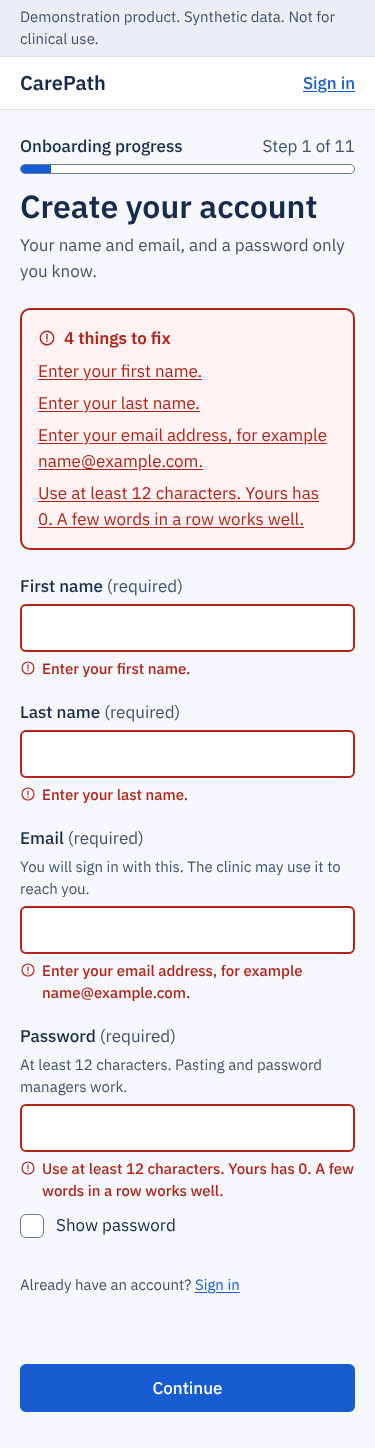 Demonstration product. Synthetic data. Not for
clinical use.
CarePath
Sign in
Onboarding progress
Step 1 of 11
Create your account
Your name and email, and a password only
you know.
4 things to fix
Enter your first name.
Enter your last name.
Enter your email address, for example
name@example.com.
Use at least 12 characters. Yours has
0. A few words in a row works well.
First name (required)
Enter your first name.
Last name (required)
Enter your last name.
Email (required)
You will sign in with this. The clinic may use it to
reach you.
Enter your email address, for example
name@example.com.
Password (required)
At least 12 characters. Pasting and password
managers work.
Use at least 12 characters. Yours has 0. A few
words in a row works well.
Show password
Already have an account? Sign in
Continue